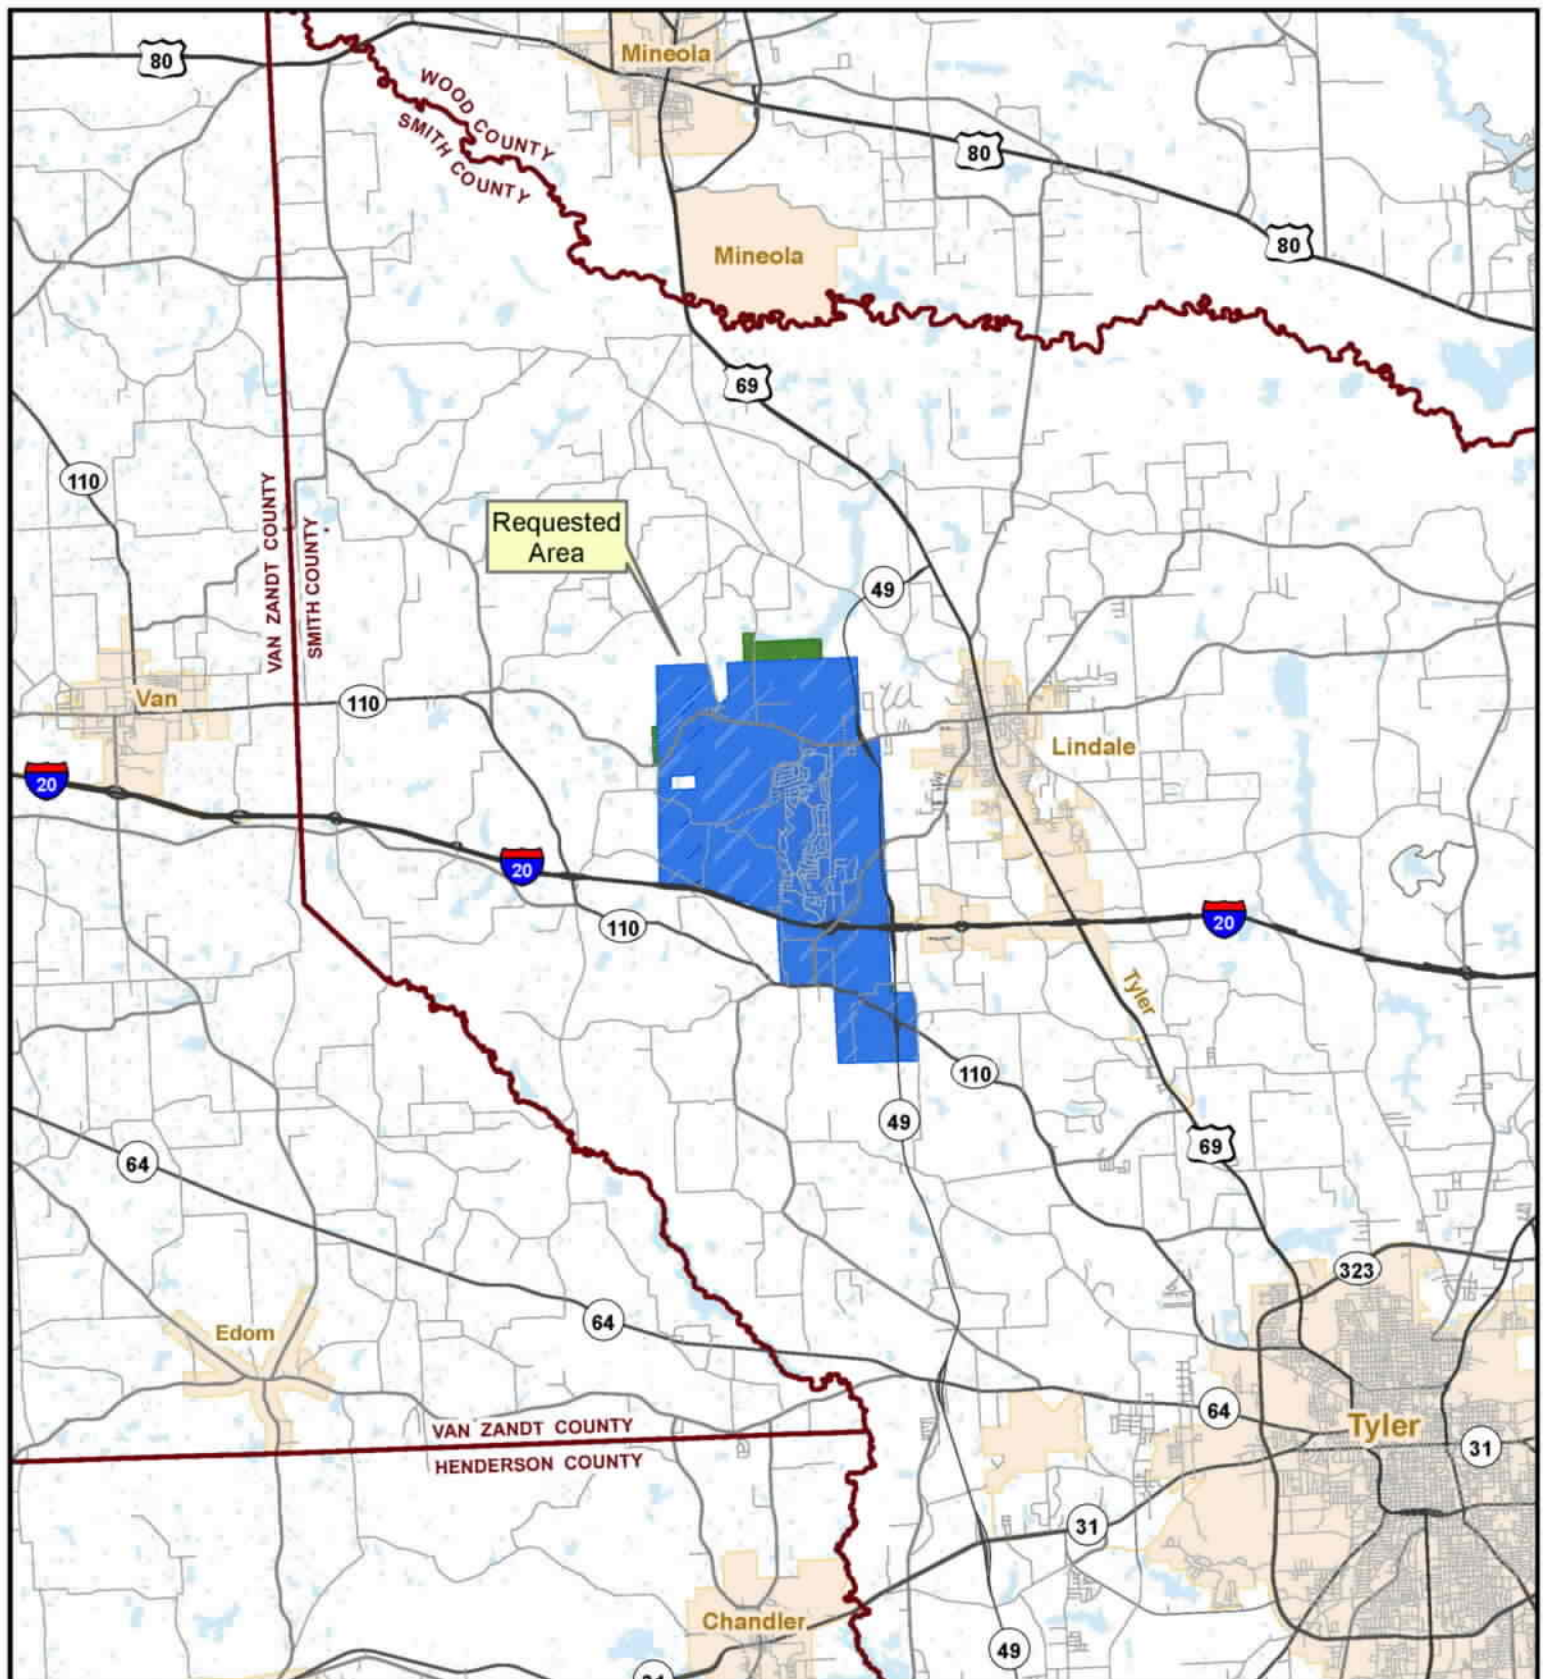 Mineola
80
WOOD COUNTY
SMITH COUNTY
80
80
Mineola
69
110
VAN ZANDT COUNTY
SMITH COUNTY
Requested
Area
49
Van
110
Lindale
20
20
110
20
Tyler
110
49
69
64
323
64
Edom
64
Tyler
31
VAN ZANDT COUNTY
HENDERSON COUNTY
31
Chandler
49